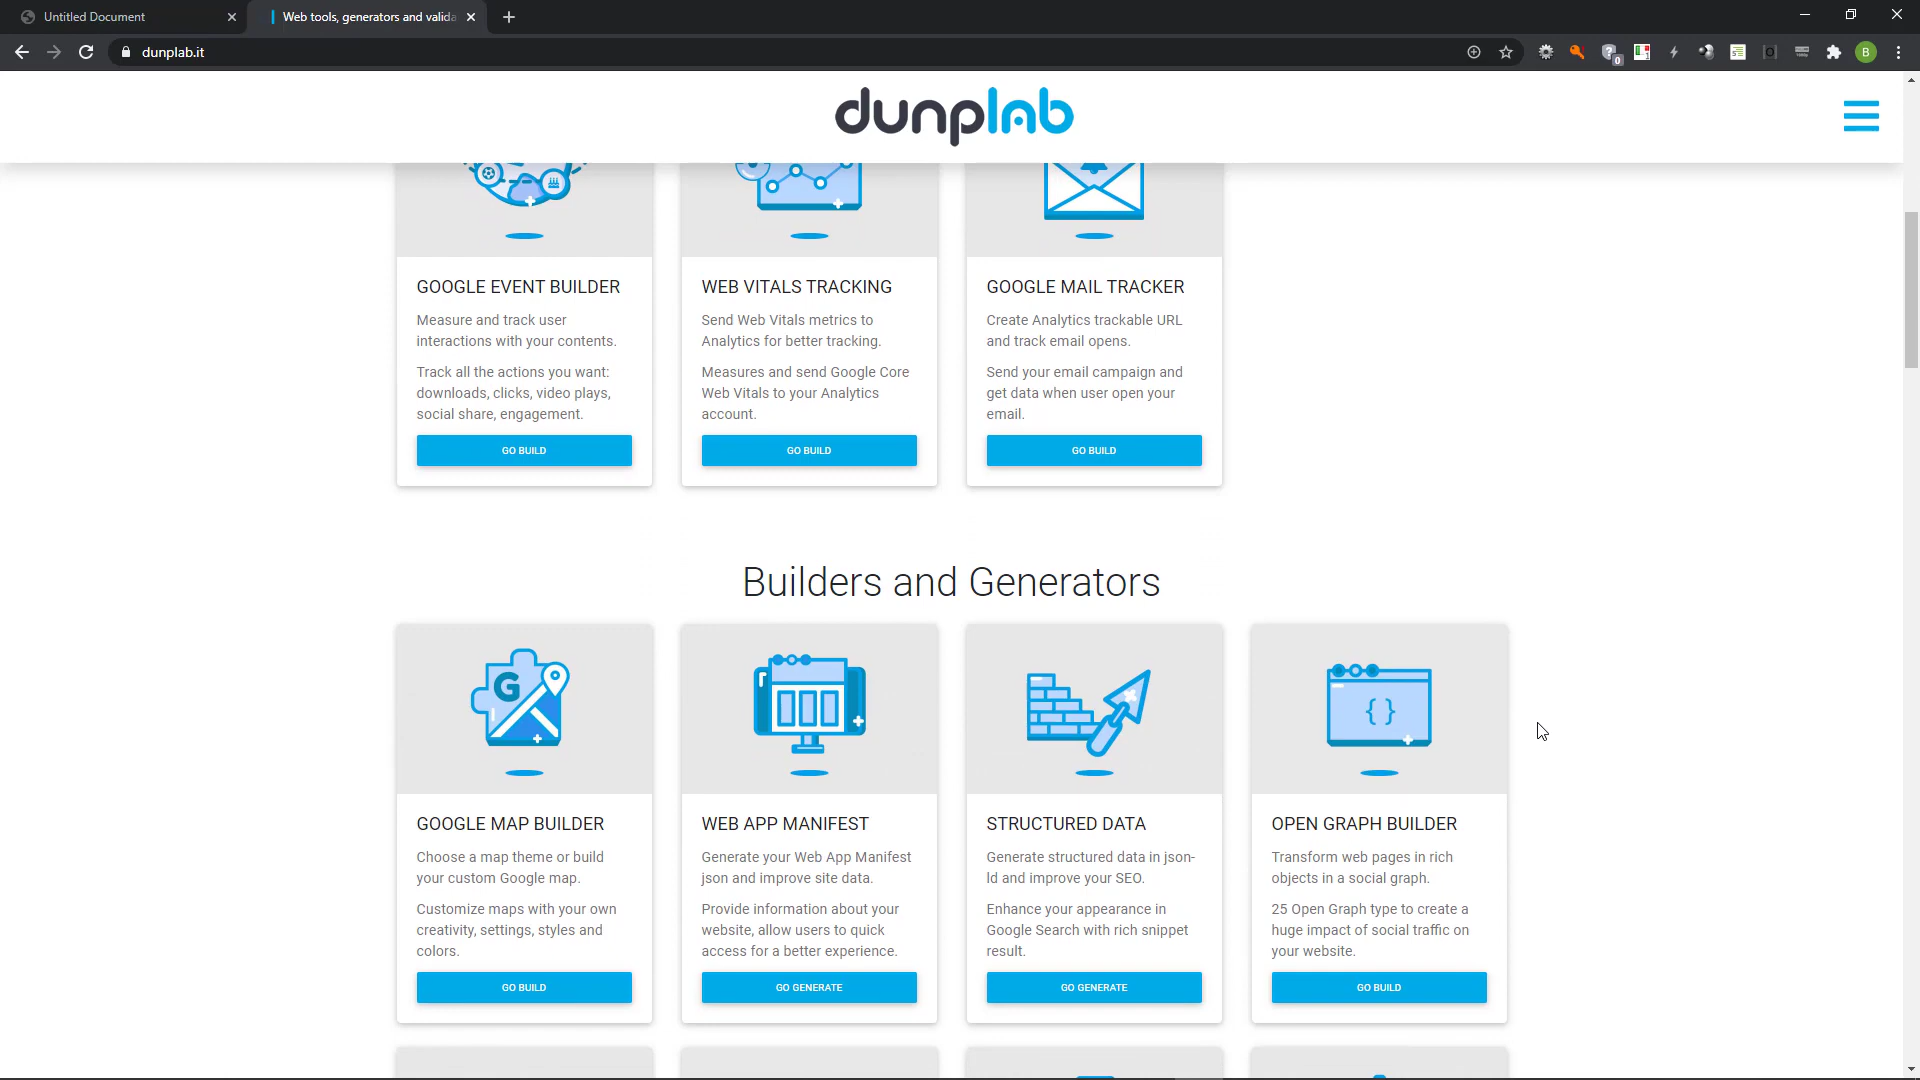 Untitled Document
Web tools, generators and valida
dunplab.it
0
B
dunplab
GOOGLE EVENT BUILDER
Measure and track user
interactions with your contents.
Track all the actions you want:
downloads, clicks, video plays,
social share, engagement.
GO BUILD
WEB VITALS TRACKING
Send Web Vitals metrics to
Analytics for better tracking.
Measures and send Google Core
Web Vitals to your Analytics
account.
GO BUILD
GOOGLE MAIL TRACKER
Create Analytics trackable URL
and track email opens.
Send your email campaign and
get data when user open your
email.
GO BUILD
Builders and Generators
G
GOOGLE MAP BUILDER
Choose a map theme or build
your custom Google map.
Customize maps with your own
creativity, settings, styles and
colors.
GO BUILD
WEB APP MANIFEST
Generate your Web App Manifest
json and improve site data.
Provide information about your
website, allow users to quick
access for a better experience.
GO GENERATE
STRUCTURED DATA
Generate structured data in json-
ld and improve your SEO.
Enhance your appearance in
Google Search with rich snippet
result.
GO GENERATE
{ }
OPEN GRAPH BUILDER
Transform web pages in rich
objects in a social graph.
25 Open Graph type to create a
huge impact of social traffic on
your website.
GO BUILD